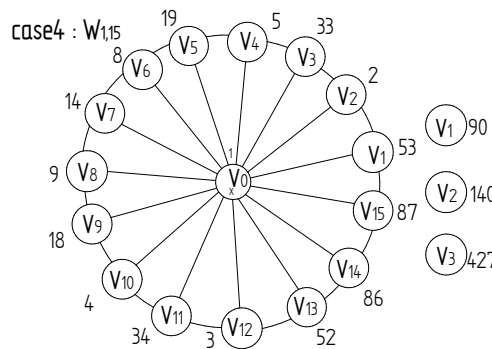 case4 : W1,15
19 5 33
8 V5 V4 V3
V6 2
14 V2
V7 V1 90
1 V1 53
9 V8 V0
x V2 140
V15 87
18 V9
V14 V3 427
4 V10 86
V11 V13
34 3 V12 52